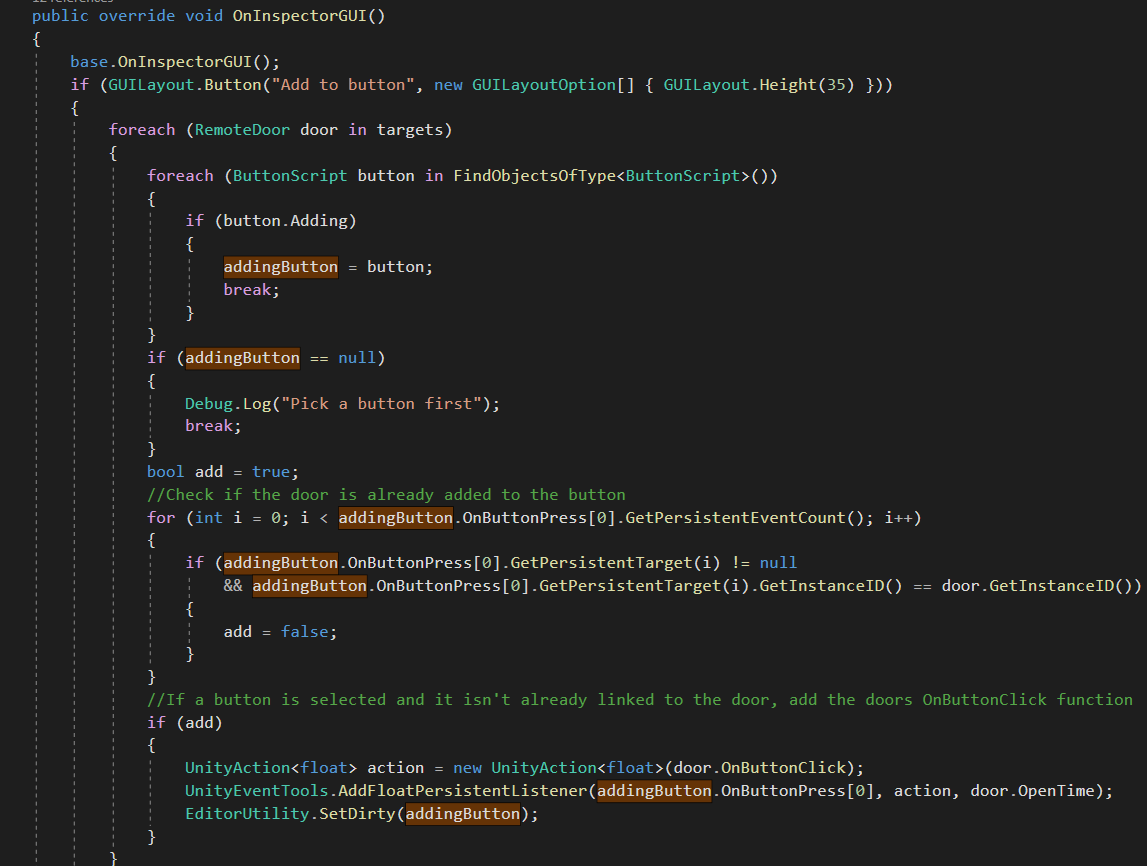 12 references
public override void OnInspectorGUI()
{
base.OnInspectorGUI();
if (GUILayout.Button("Add to button", new GUILayoutOption[] { GUILayout.Height(35) }))
{
foreach (RemoteDoor door in targets)
{
foreach (ButtonScript button in FindObjectsOfType<ButtonScript>())
{
if (button.Adding)
{
addingButton = button;
break;
}
}
if (addingButton == null)
{
Debug.Log("Pick a button first");
break;
}
bool add = true;
//Check if the door is already added to the button
for (int i = 0; i < addingButton.OnButtonPress[0].GetPersistentEventCount(); i++)
{
if (addingButton.OnButtonPress[0].GetPersistentTarget(i) != null
&& addingButton.OnButtonPress[0].GetPersistentTarget(i).GetInstanceID() == door.GetInstanceID())
{
add = false;
}
}
//If a button is selected and it isn't already linked to the door, add the doors OnButtonClick function
if (add)
{
UnityAction<float> action = new UnityAction<float>(door.OnButtonClick);
UnityEventTools.AddFloatPersistentListener(addingButton.OnButtonPress[0], action, door.OpenTime);
EditorUtility.SetDirty(addingButton);
}
}